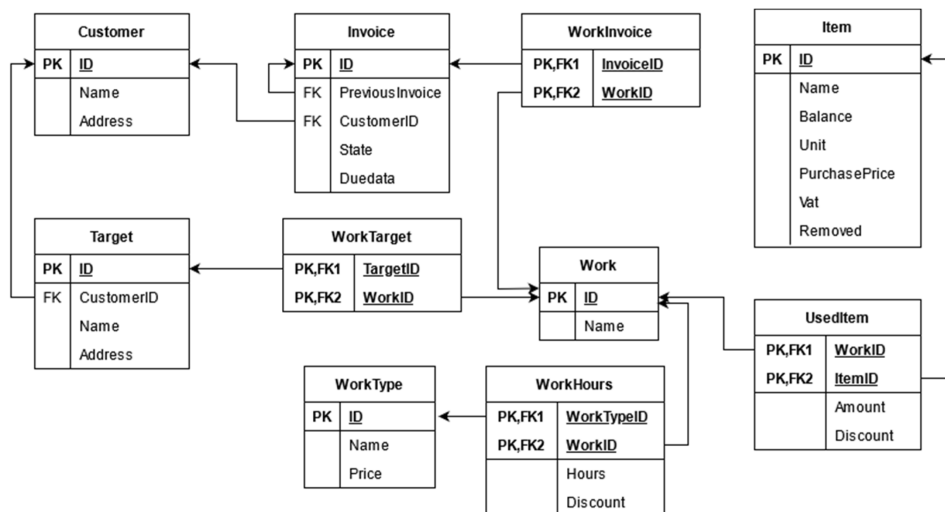 Customer
PK ID
Name
Address
Invoice
PK ID
FK PreviousInvoice
FK CustomerID
State
Duedata
WorkInvoice
PK,FK1 InvoiceID
PK,FK2 WorkID
Item
PK ID
Name
Balance
Unit
PurchasePrice
Vat
Removed
Target
PK ID
FK CustomerID
Name
Address
WorkTarget
PK,FK1 TargetID
PK,FK2 WorkID
Work
PK ID
Name
UsedItem
PK,FK1 WorkID
PK,FK2 ItemID
Amount
Discount
WorkType
PK ID
Name
Price
WorkHours
PK,FK1 WorkTypeID
PK,FK2 WorkID
Hours
Discount